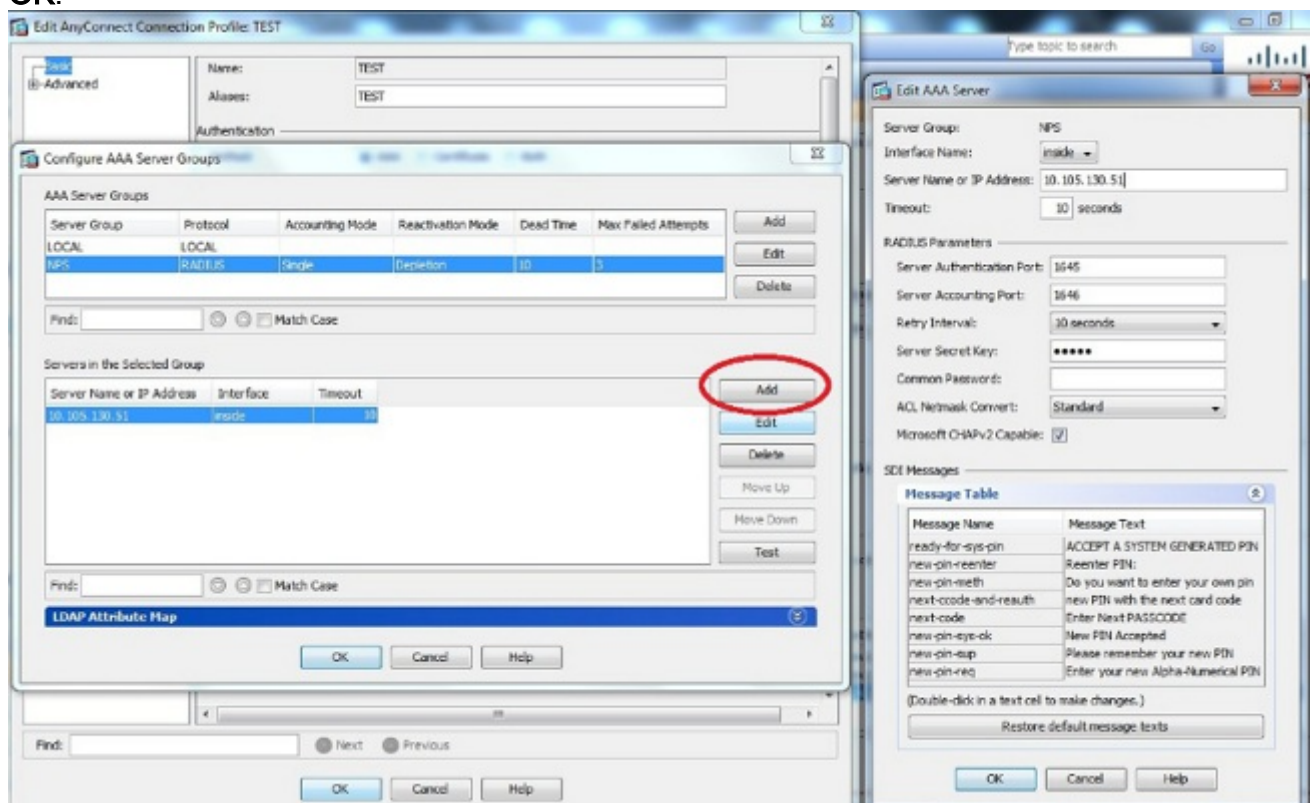 OK.
Edit AnyConnect Connection Profile: TEST
Basic
Advanced
Name: TEST
Aliases: TEST
Authentication
Configure AAA Server Groups
AAA Server Groups
Server Group Protocol Accounting Mode Reactivation Mode Dead Time Max Failed Attempts
LOCAL LOCAL
NPS RADIUS Single Depletion 10 3
Add
Edit
Delete
Find: Match Case
Servers in the Selected Group
Server Name or IP Address Interface Timeout
10.105.130.51 inside 10
Add
Edit
Delete
Move Up
Move Down
Test
Find: Match Case
LDAP Attribute Map
OK Cancel Help
Find: Next Previous
OK Cancel Help
Type topic to search Go
Edit AAA Server
Server Group: NPS
Interface Name: inside
Server Name or IP Address: 10.105.130.51
Timeout: 10 seconds
RADIUS Parameters
Server Authentication Port: 1645
Server Accounting Port: 1646
Retry Interval: 10 seconds
Server Secret Key: •••••
Common Password:
ACL Netmask Convert: Standard
Microsoft CHAPv2 Capable:
SDI Messages
Message Table
Message Name Message Text
ready-for-sys-pin ACCEPT A SYSTEM GENERATED PIN
new-pin-reenter Reenter PIN:
new-pin-meth Do you want to enter your own pin
next-ccode-and-reauth new PIN with the next card code
next-code Enter Next PASSCODE
new-pin-sys-ok New PIN Accepted
new-pin-sup Please remember your new PIN
new-pin-req Enter your new Alpha-Numerical PIN
(Double-click in a text cell to make changes.)
Restore default message texts
OK Cancel Help